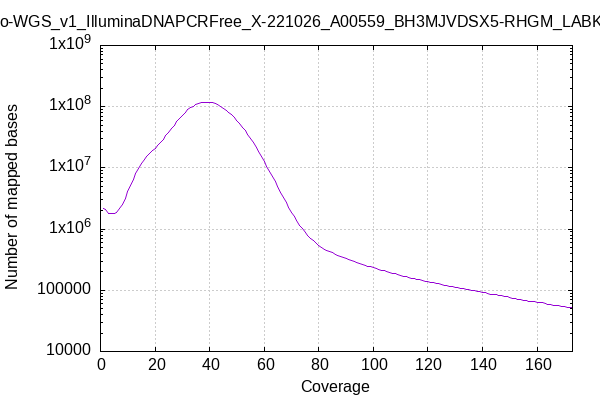 o-WGS_v1_IlluminaDNAPCRFree_X-221026_A00559_BH3MJVDSX5-RHGM_LABK
1x10⁹
1x10⁸
1x10⁷
1x10⁶
100000
10000
Number of mapped bases
0 20 40 60 80 100 120 140 160
Coverage